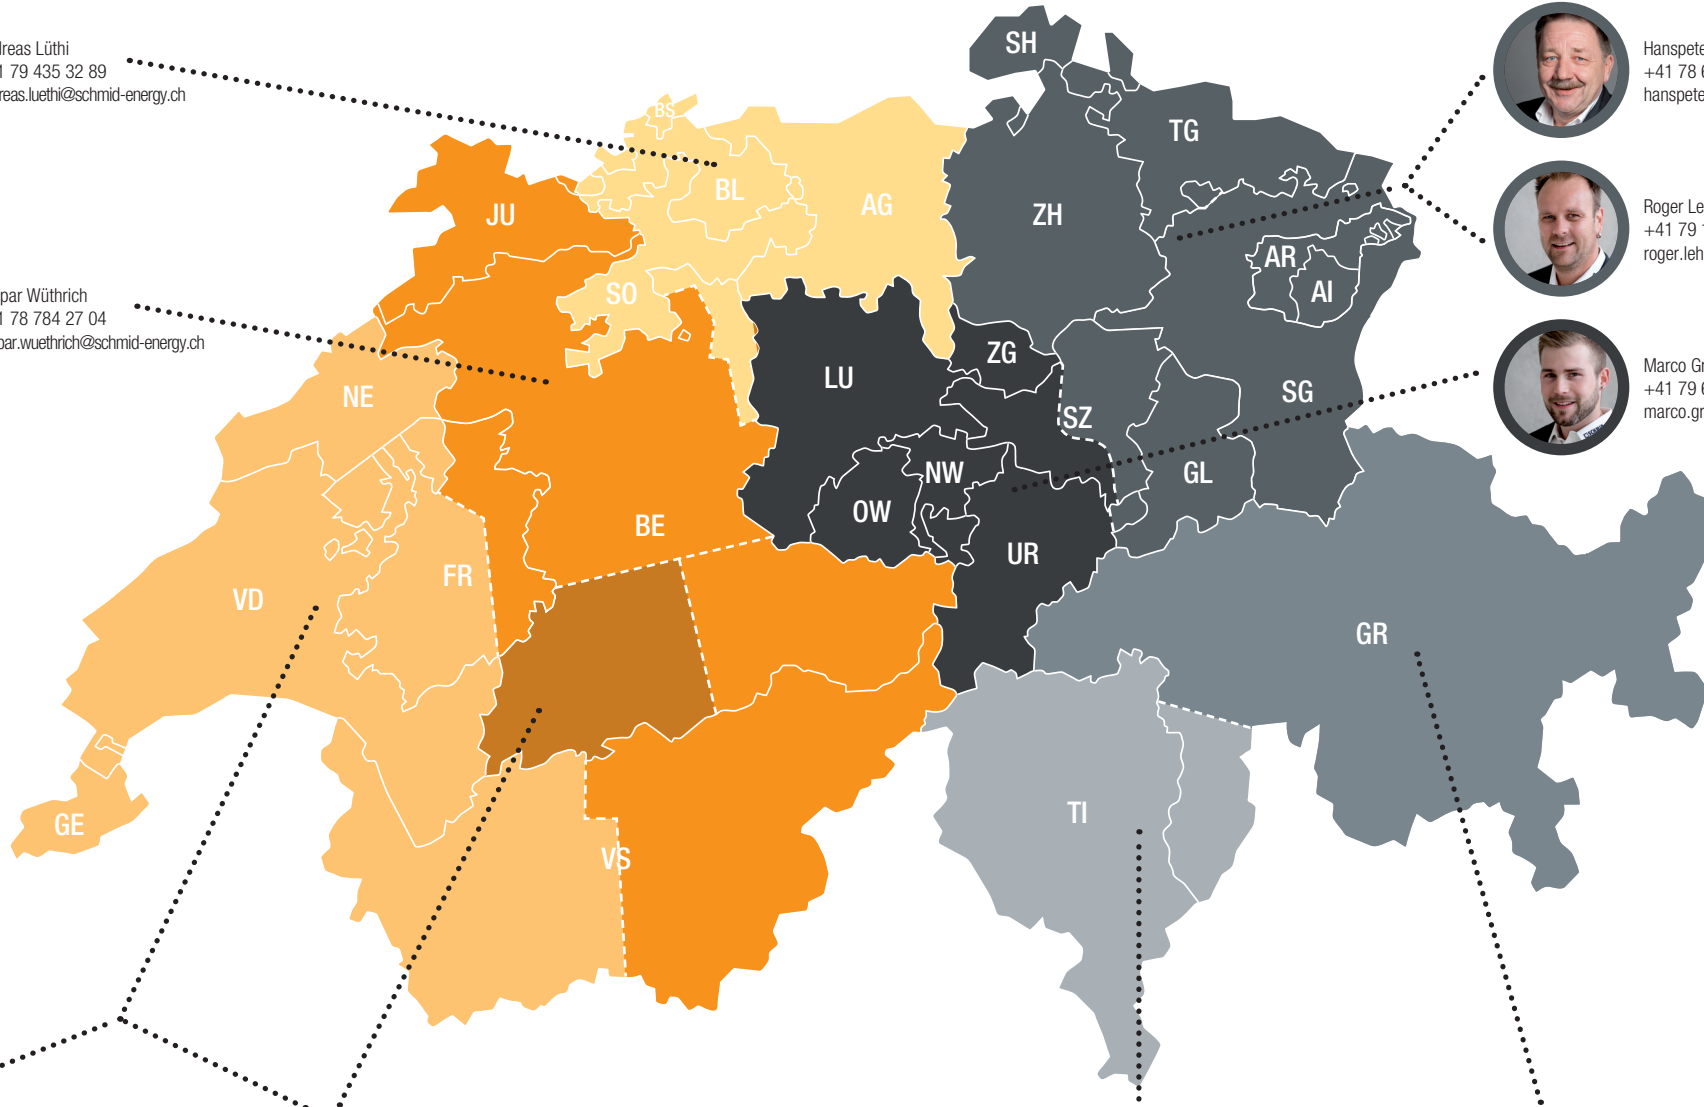 reas Lüthi
1 79 435 32 89
reas.luethi@schmid-energy.ch
par Wüthrich
1 78 784 27 04
par.wuethrich@schmid-energy.ch
Hanspete
+41 78 6
hanspete
Roger Le
+41 79 1
roger.leh
Marco Gr
+41 79 6
marco.gr
SH
BS
TG
BL
AG
ZH
JU
AR
AI
SO
ZG
LU
SG
NE
SZ
NW
GL
OW
BE
UR
FR
VD
GR
TI
GE
VS